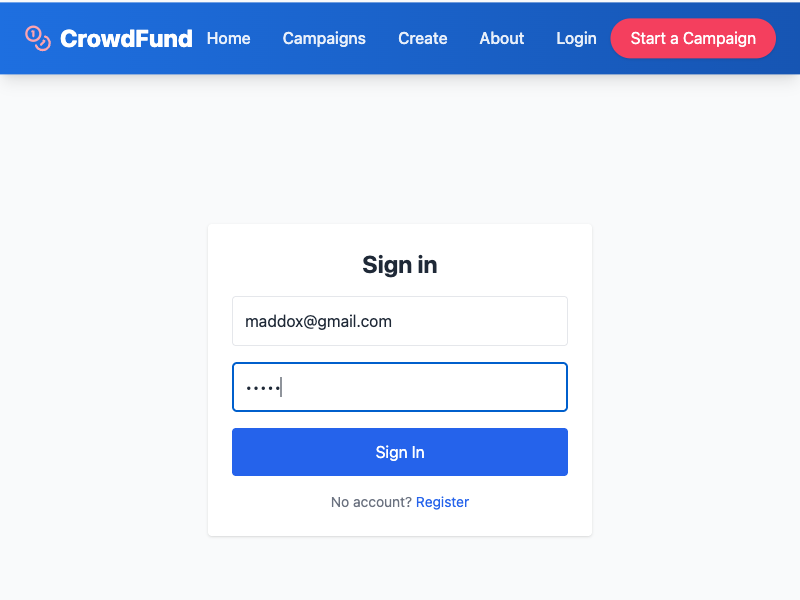 CrowdFund Home Campaigns Create About Login Start a Campaign
Sign in
maddox@gmail.com
•••••
Sign In
No account? Register